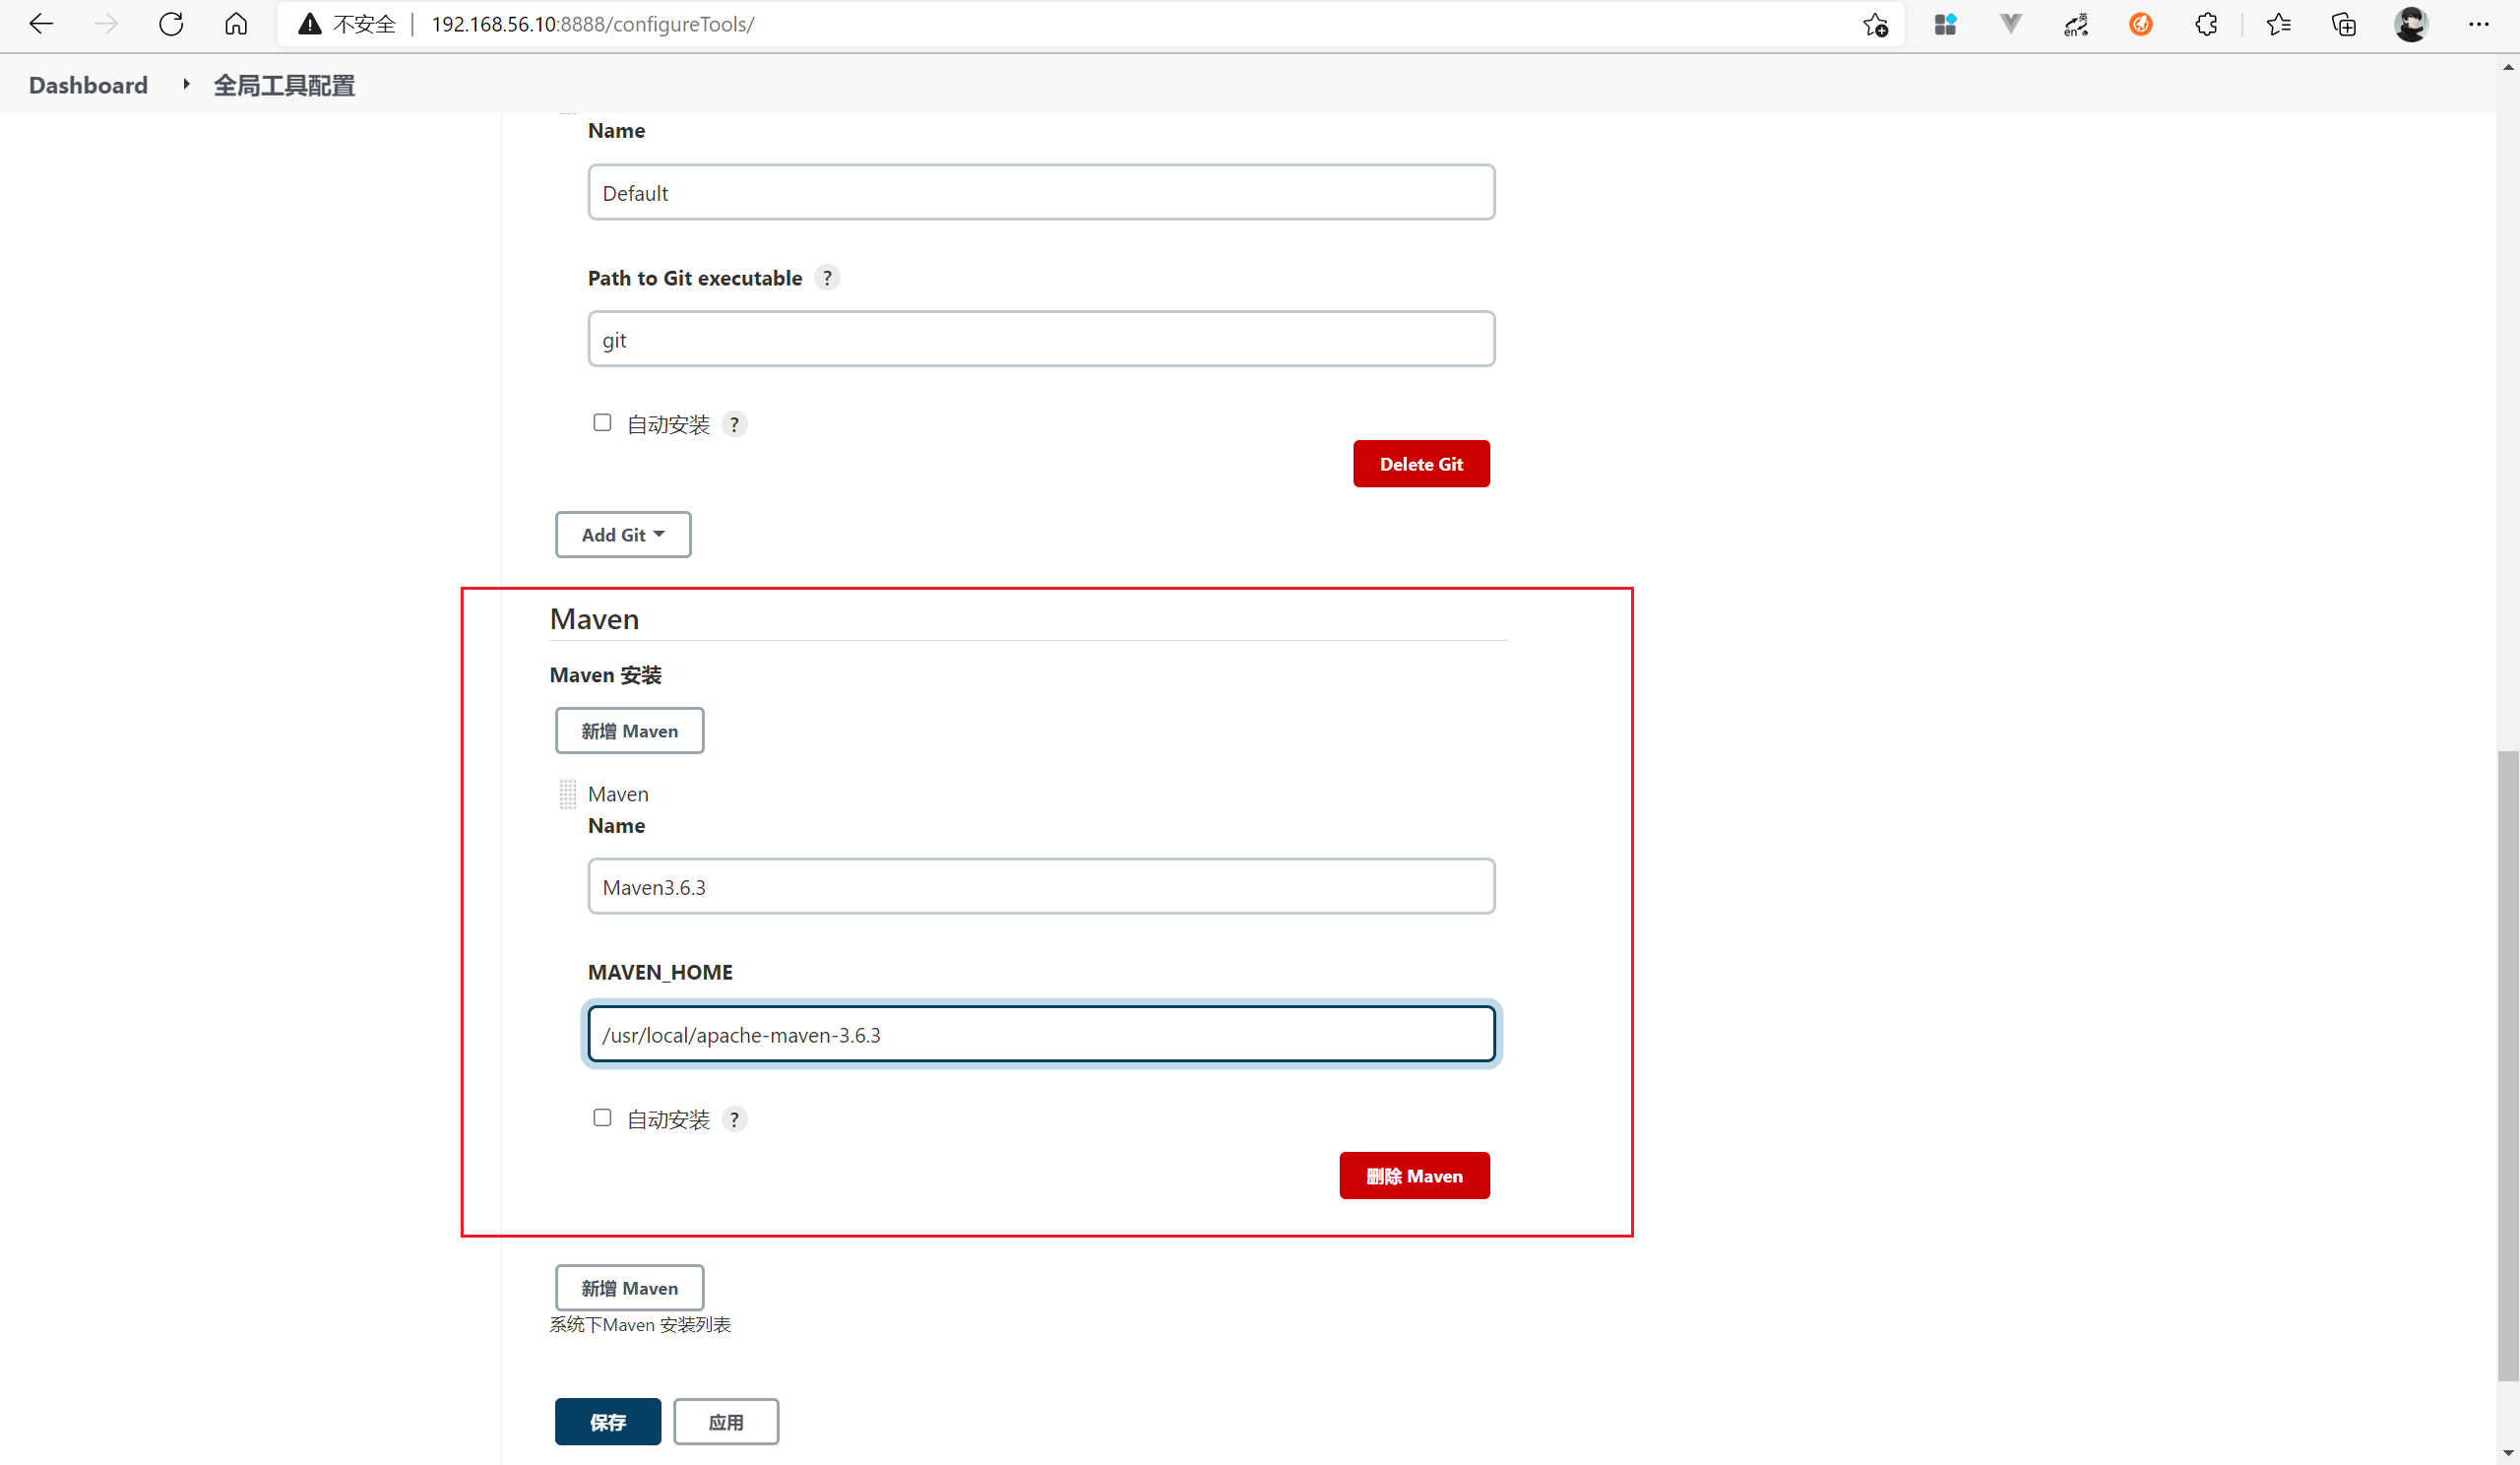 不安全 | 192.168.56.10:8888/configureTools/
Dashboard 全局工具配置
Name
Default
Path to Git executable ?
git
自动安装 ?
Delete Git
Add Git
Maven
Maven 安装
新增 Maven
Maven
Name
Maven3.6.3
MAVEN_HOME
/usr/local/apache-maven-3.6.3
自动安装 ?
删除 Maven
新增 Maven
系统下Maven 安装列表
保存 应用